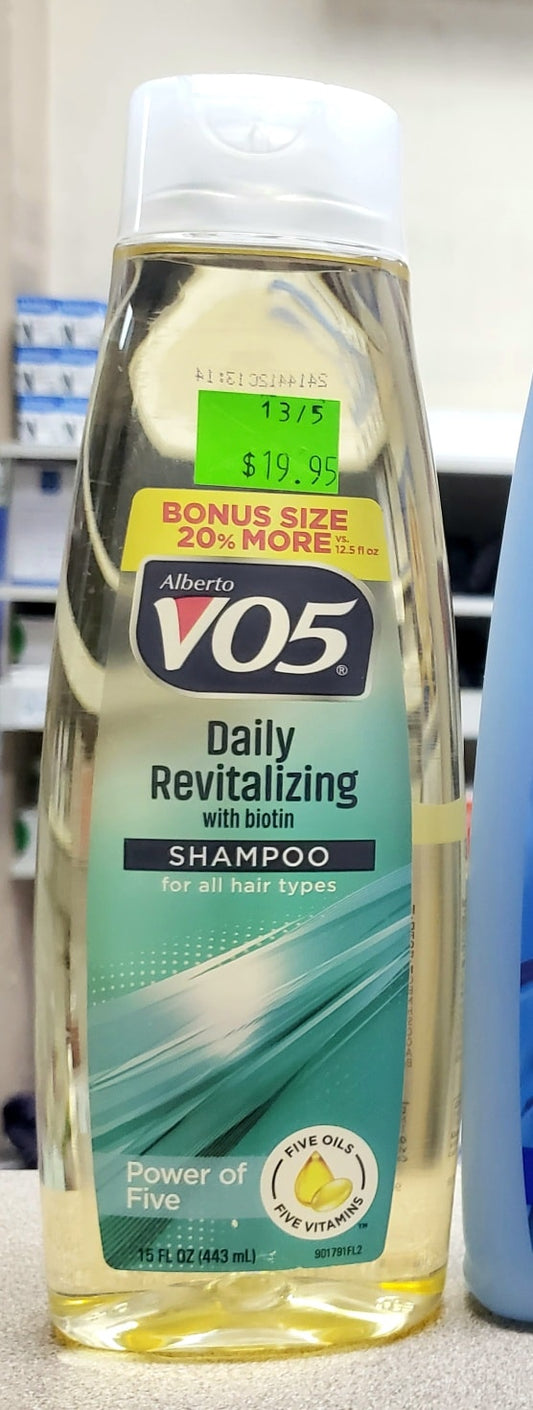 13/5
$19.95
BONUS SIZE
20% MORE vs. 12.5 fl oz
Alberto
VO5®
Daily
Revitalizing
with biotin
SHAMPOO
for all hair types
Power of
Five
FIVE OILS
FIVE VITAMINS™
15 FL OZ (443 mL)
901791FL2